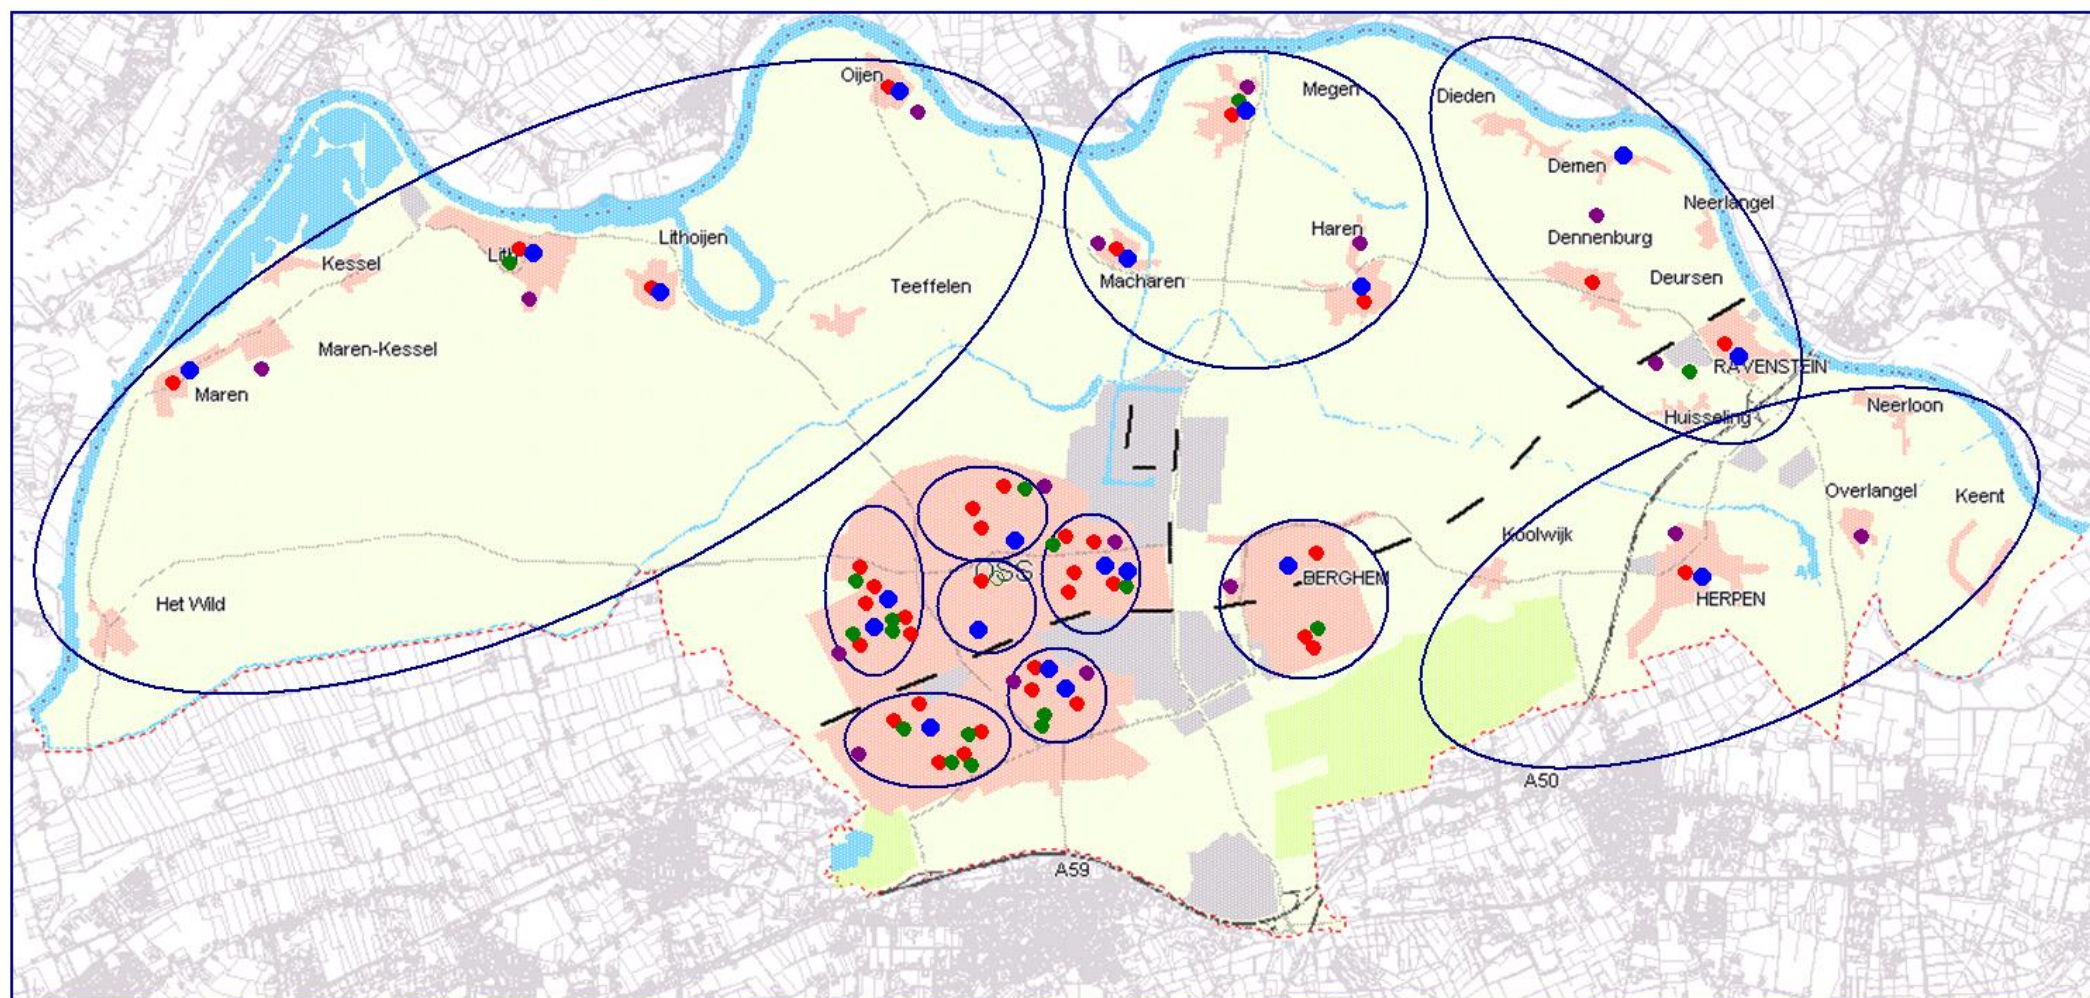 Oijen
Megen
Dieden
Demen
Neerlangel
Lith
Lithoijen
Haren
Dennenburg
Kessel
Teeffelen
Macharen
Deursen
Maren-Kessel
RAVENSTEIN
Maren
Huisseling
Neerloon
Overlangel
Keent
Koolwijk
OSS
BERGHEM
Het Wild
HERPEN
A50
A59